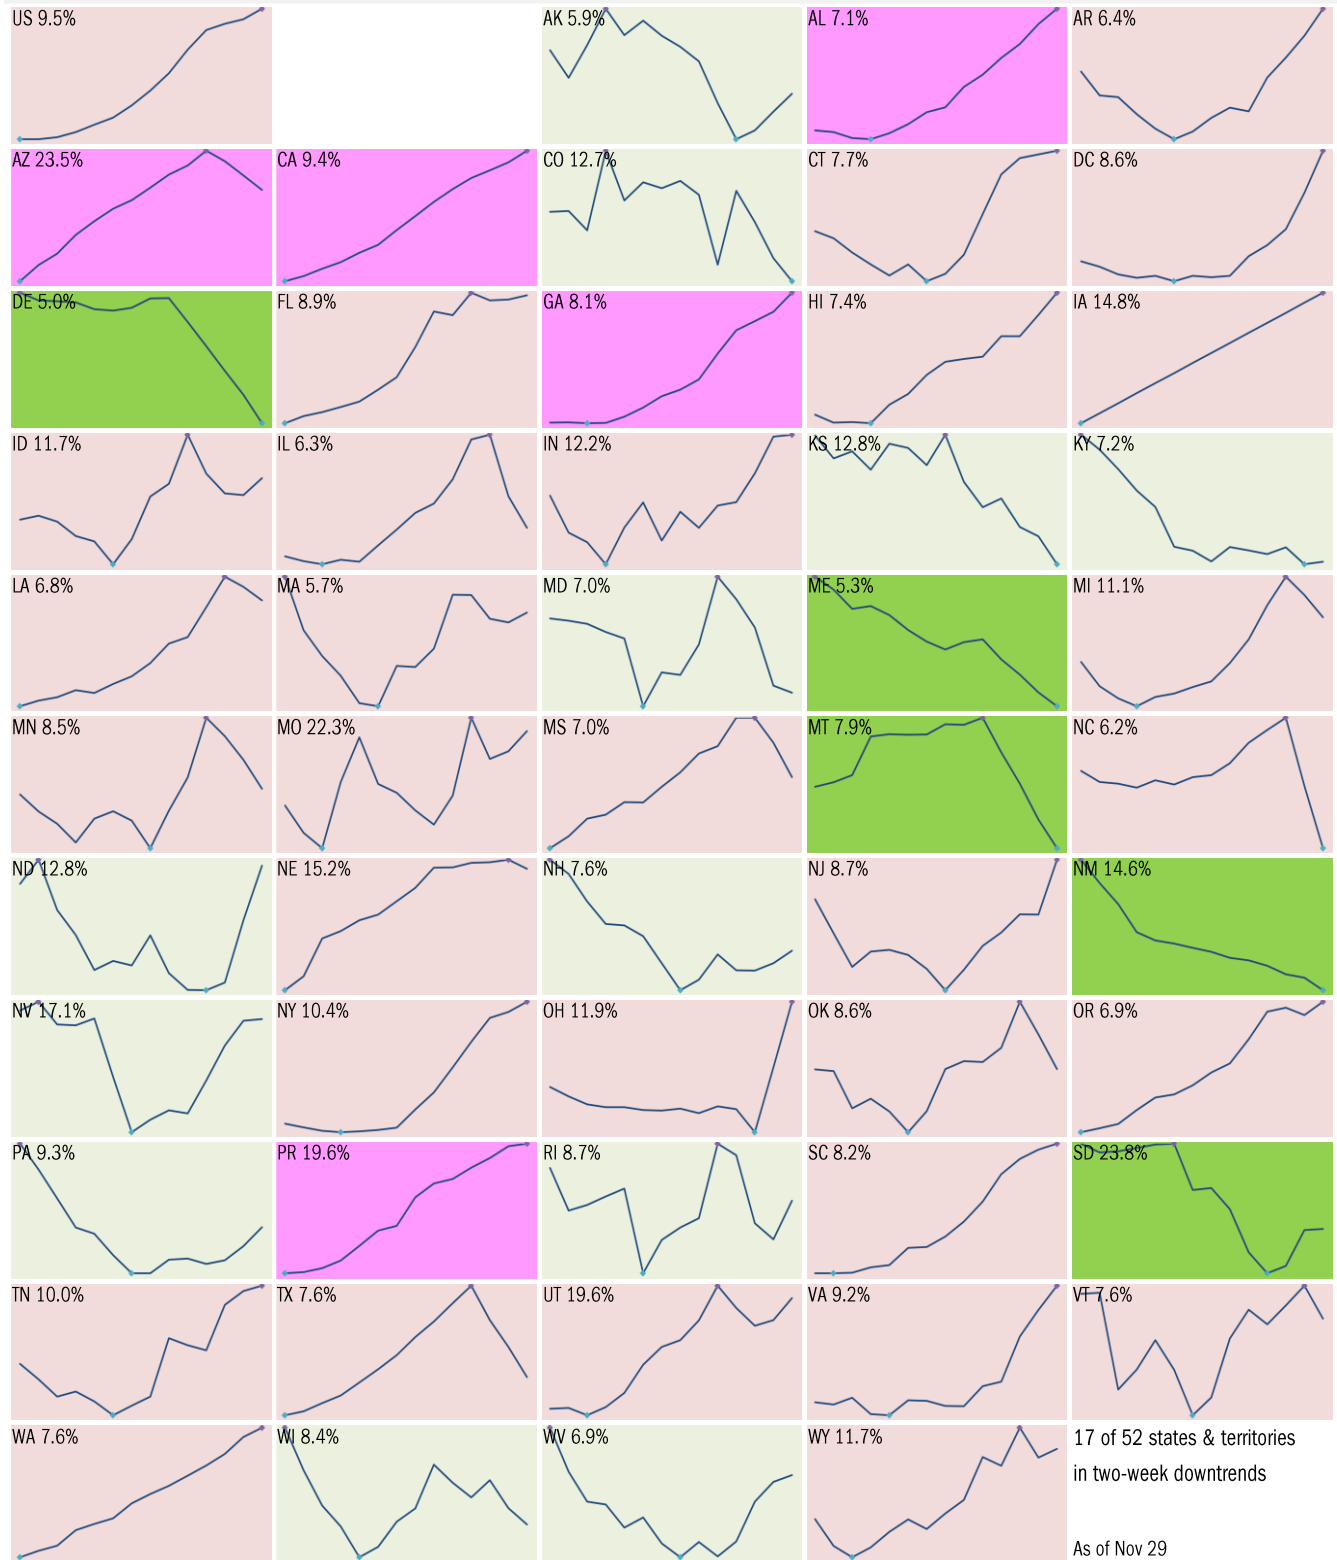 US 9.5%
AK 5.9%
AL 7.1%
AR 6.4%
AZ 23.5%
CA 9.4%
CO 12.7%
CT 7.7%
DC 8.6%
DE 5.0%
FL 8.9%
GA 8.1%
HI 7.4%
IA 14.8%
ID 11.7%
IL 6.3%
IN 12.2%
KS 12.8%
KY 7.2%
LA 6.8%
MA 5.7%
MD 7.0%
ME 5.3%
MI 11.1%
MN 8.5%
MO 22.3%
MS 7.0%
MT 7.9%
NC 6.2%
ND 12.8%
NE 15.2%
NH 7.6%
NJ 8.7%
NM 14.6%
NV 17.1%
NY 10.4%
OH 11.9%
OK 8.6%
OR 6.9%
PA 9.3%
PR 19.6%
RI 8.7%
SC 8.2%
SD 23.8%
TN 10.0%
TX 7.6%
UT 19.6%
VA 9.2%
VT 7.6%
WA 7.6%
WI 8.4%
WV 6.9%
WY 11.7%
17 of 52 states & territories
in two-week downtrends
As of Nov 29